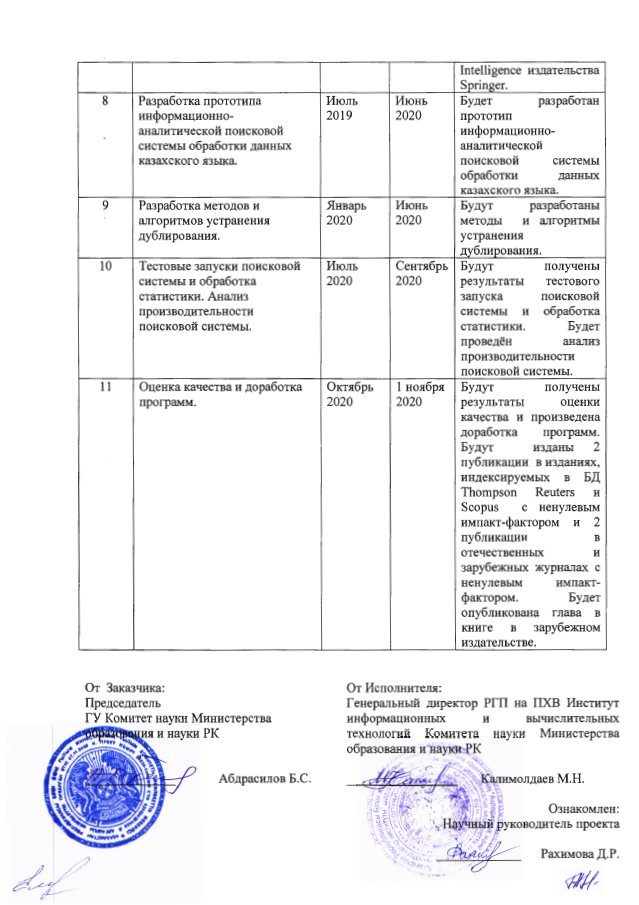 Intelligence издательства
Springer.
8
Разработка прототипа
информационно-
аналитической поисковой
системы обработки данных
казахского языка.
Июль
2019
Июнь
2020
Будет разработан
прототип
информационно-
аналитической
поисковой системы
обработки данных
казахского языка.
9
Разработка методов и
алгоритмов устранения
дублирования.
Январь
2020
Июнь
2020
Будут разработаны
методы и алгоритмы
устранения
дублирования.
10
Тестовые запуски поисковой
системы и обработка
статистики. Анализ
производительности
поисковой системы.
Июль
2020
Сентябрь
2020
Будут получены
результаты тестового
запуска поисковой
системы и обработка
статистики. Будет
проведён анализ
производительности
поисковой системы.
11
Оценка качества и доработка
программ.
Октябрь
2020
1 ноября
2020
Будут получены
результаты оценки
качества и произведена
доработка программ.
Будут изданы 2
публикации в изданиях,
индексируемых в БД
Thompson Reuters и
Scopus с ненулевым
импакт-фактором и 2
публикации в
отечественных и
зарубежных журналах с
ненулевым импакт-
фактором. Будет
опубликована глава в
книге в зарубежном
издательстве.
От Заказчика:
Председатель
ГУ Комитет науки Министерства
образования и науки РК
Абдрасилов Б.С.
От Исполнителя:
Генеральный директор РГП на ПХВ Институт
информационных и вычислительных
технологий Комитета науки Министерства
образования и науки РК
Калимолдаев М.Н.
Ознакомлен:
Научный руководитель проекта
Рахимова Д.Р.